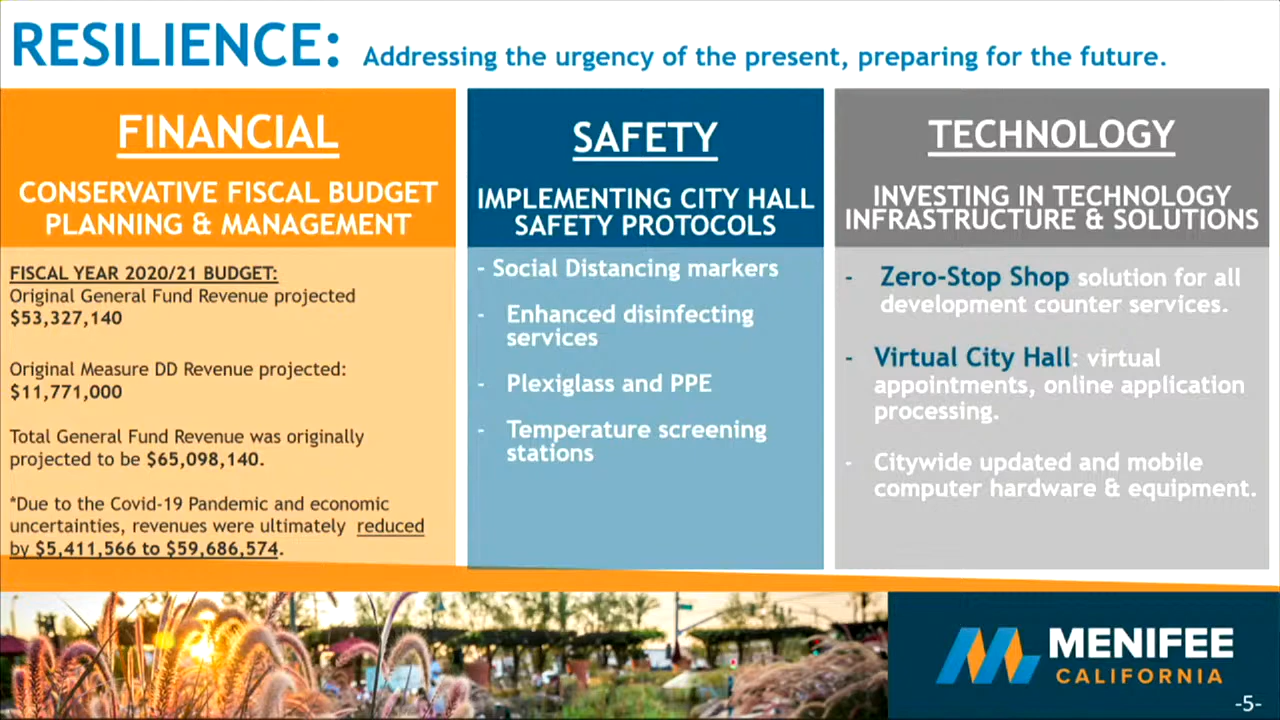 RESILIENCE: Addressing the urgency of the present, preparing for the future.
FINANCIAL
CONSERVATIVE FISCAL BUDGET
PLANNING & MANAGEMENT
FISCAL YEAR 2020/21 BUDGET:
Original General Fund Revenue projected
$53,327,140
Original Measure DD Revenue projected:
$11,771,000
Total General Fund Revenue was originally
projected to be $65,098,140.
*Due to the Covid-19 Pandemic and economic
uncertainties, revenues were ultimately reduced
by $5,411,566 to $59,686,574.
SAFETY
IMPLEMENTING CITY HALL
SAFETY PROTOCOLS
- Social Distancing markers
- Enhanced disinfecting
services
- Plexiglass and PPE
- Temperature screening
stations
TECHNOLOGY
INVESTING IN TECHNOLOGY
INFRASTRUCTURE & SOLUTIONS
- Zero-Stop Shop solution for all
development counter services.
- Virtual City Hall: virtual
appointments, online application
processing.
- Citywide updated and mobile
computer hardware & equipment.
MENIFEE
CALIFORNIA
-5-